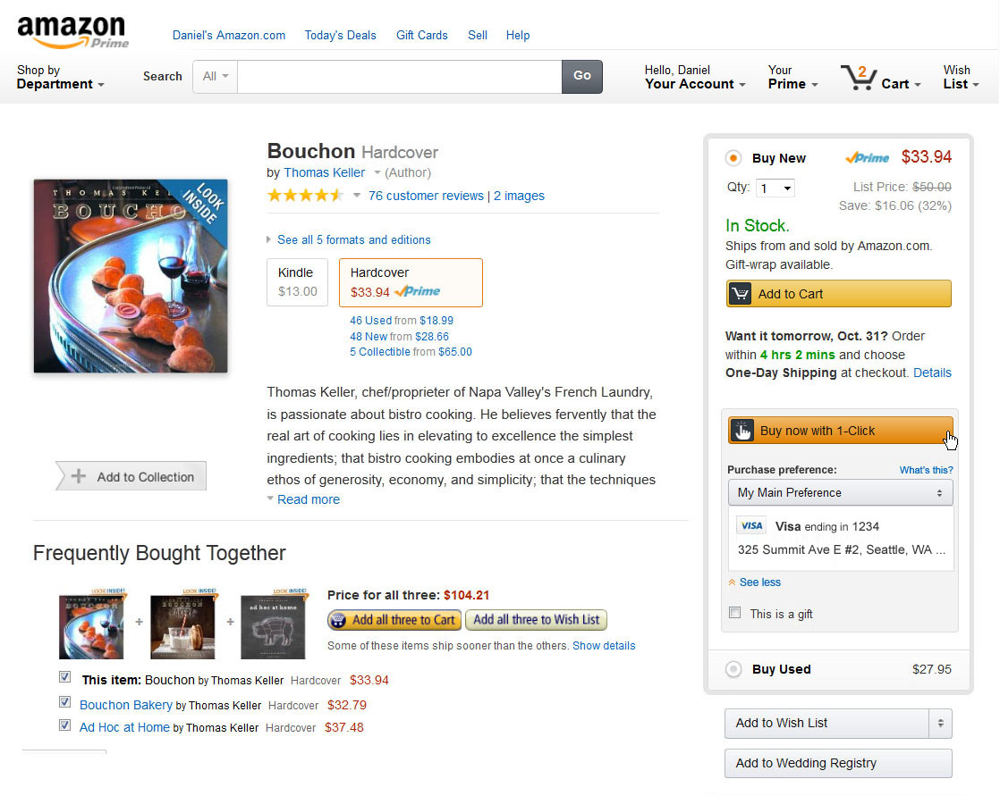 amazon
Prime
Daniel's Amazon.com Today's Deals Gift Cards Sell Help
Shop by
Department
Search All Go
Hello, Daniel
Your Account
Your
Prime
2
Cart
Wish
List
THOMAS KE
BOUCHO
LOOK
INSIDE
Add to Collection
Bouchon Hardcover
by Thomas Keller (Author)
76 customer reviews | 2 images
See all 5 formats and editions
Kindle
$13.00
Hardcover
$33.94 Prime
46 Used from $18.99
48 New from $28.66
5 Collectible from $65.00
Thomas Keller, chef/proprieter of Napa Valley's French Laundry,
is passionate about bistro cooking. He believes fervently that the
real art of cooking lies in elevating to excellence the simplest
ingredients; that bistro cooking embodies at once a culinary
ethos of generosity, economy, and simplicity; that the techniques
Read more
Buy New Prime $33.94
Qty: 1 List Price: $50.00
Save: $16.06 (32%)
In Stock.
Ships from and sold by Amazon.com.
Gift-wrap available.
Add to Cart
Want it tomorrow, Oct. 31? Order
within 4 hrs 2 mins and choose
One-Day Shipping at checkout. Details
Buy now with 1-Click
Purchase preference: What's this?
My Main Preference
VISA Visa ending in 1234
325 Summit Ave E #2, Seattle, WA ...
See less
This is a gift
Buy Used $27.95
Add to Wish List
Add to Wedding Registry
Frequently Bought Together
LOOK INSIDE! LOOK INSIDE! LOOK INSIDE!
BOUCHON
BOUCHON
BAKERY
ad hoc at home
+ +
Price for all three: $104.21
Add all three to Cart Add all three to Wish List
Some of these items ship sooner than the others. Show details
This item: Bouchon by Thomas Keller Hardcover $33.94
Bouchon Bakery by Thomas Keller Hardcover $32.79
Ad Hoc at Home by Thomas Keller Hardcover $37.48